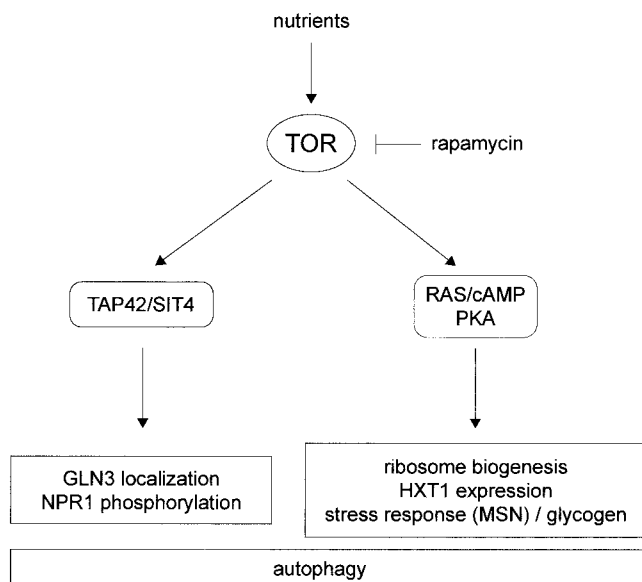 nutrients
TOR
rapamycin
TAP42/SIT4
RAS/cAMP
PKA
GLN3 localization
NPR1 phosphorylation
ribosome biogenesis
HXT1 expression
stress response (MSN) / glycogen
autophagy